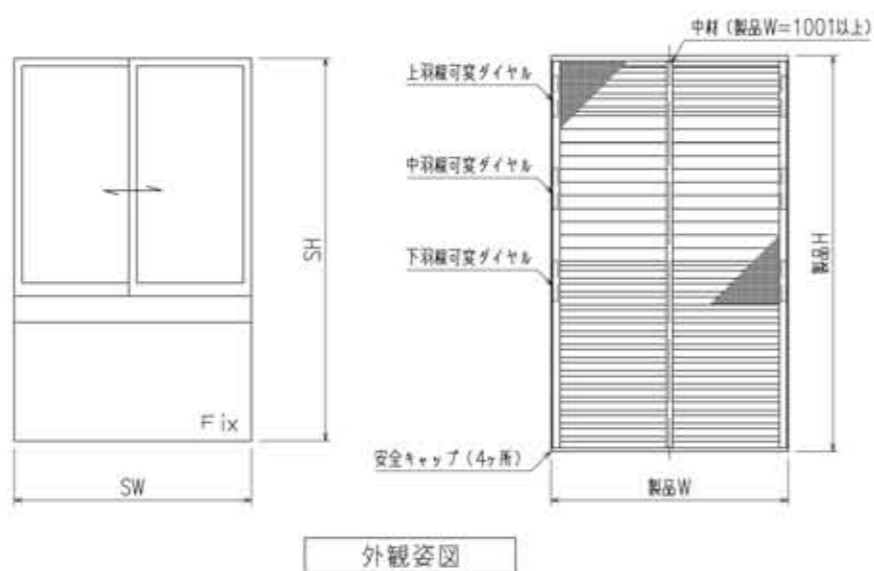 中材（製品W=1001以上）
上羽根可変ダイヤル
中羽根可変ダイヤル
下羽根可変ダイヤル
SH
製品H
Fix
安全キャップ（4ヶ所）
SW
製品W
外観姿図